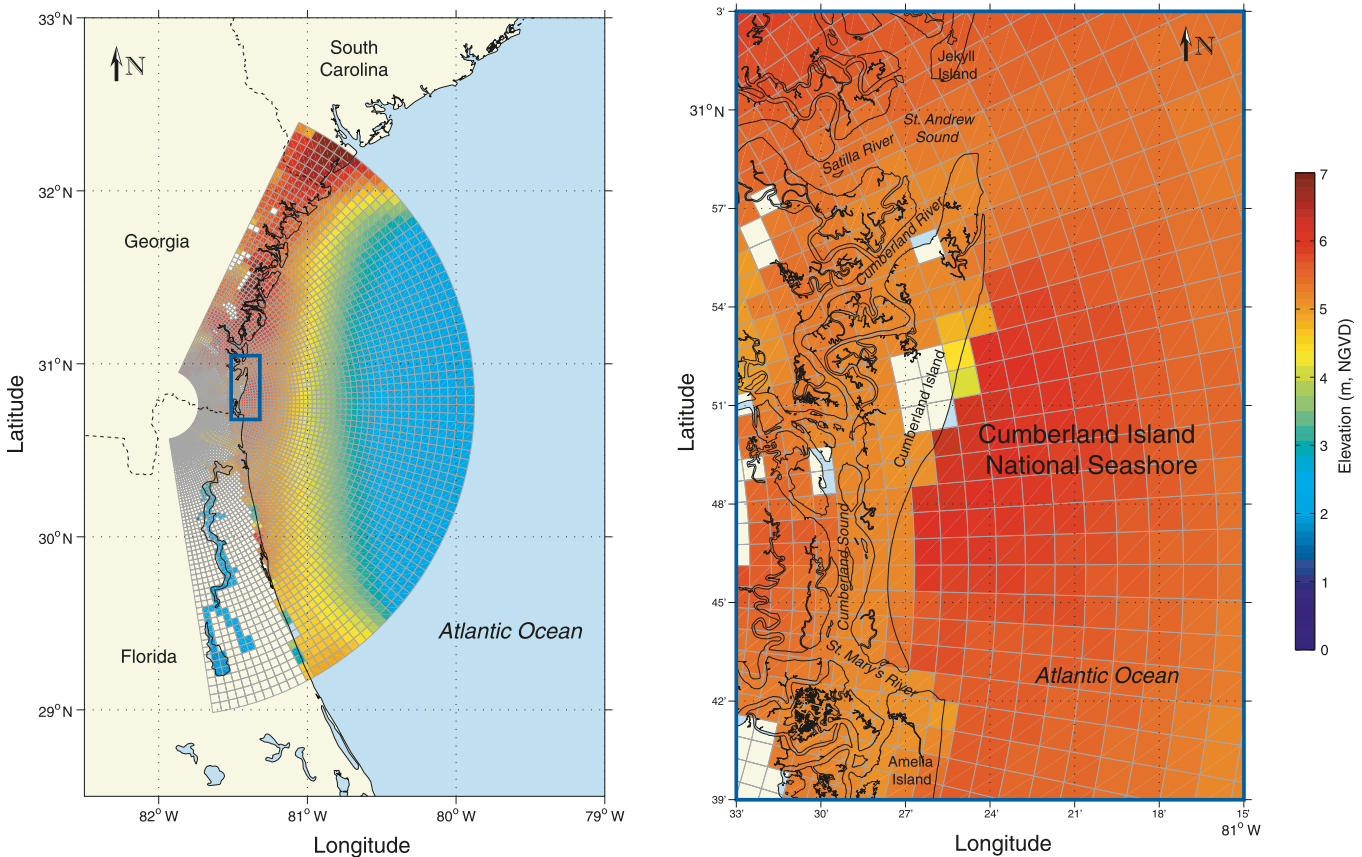 33° N
32° N
31° N
30° N
29° N
82° W
81° W
80° W
79° W
Latitude
Longitude
N
South
Carolina
Georgia
Florida
Atlantic Ocean
3'
31° N
57'
54'
51'
48'
45'
42'
39'
33'
30'
27'
24'
21'
18'
15'
81° W
Latitude
Longitude
N
Jekyll
Island
St. Andrew
Sound
Satilla River
Cumberland River
Cumberland Island
Cumberland Island
National Seashore
Cumberland Sound
St. Mary's River
Atlantic Ocean
Amelia
Island
7
6
5
4
3
2
1
0
Elevation (m, NGVD)